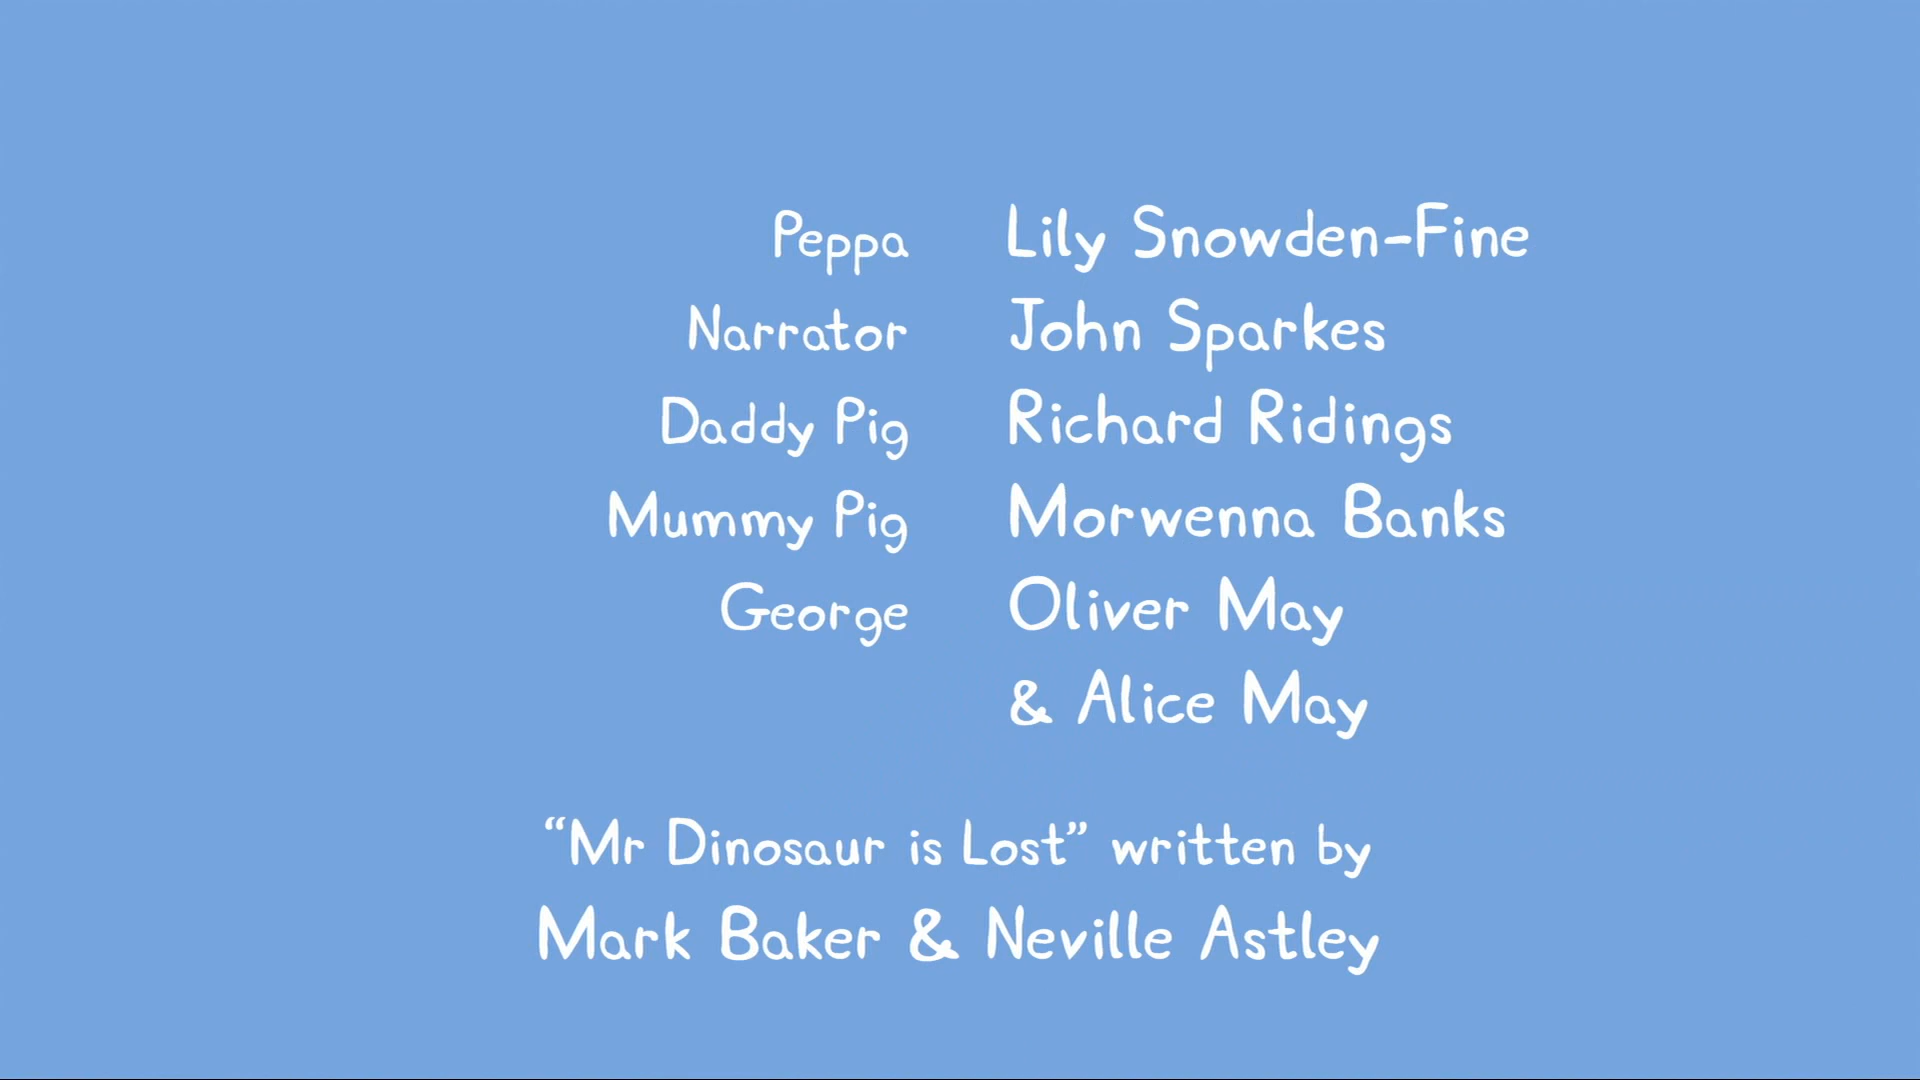 Peppa Lily Snowden-Fine
Narrator John Sparkes
Daddy Pig Richard Ridings
Mummy Pig Morwenna Banks
George Oliver May
& Alice May
“Mr Dinosaur is Lost” written by
Mark Baker & Neville Astley